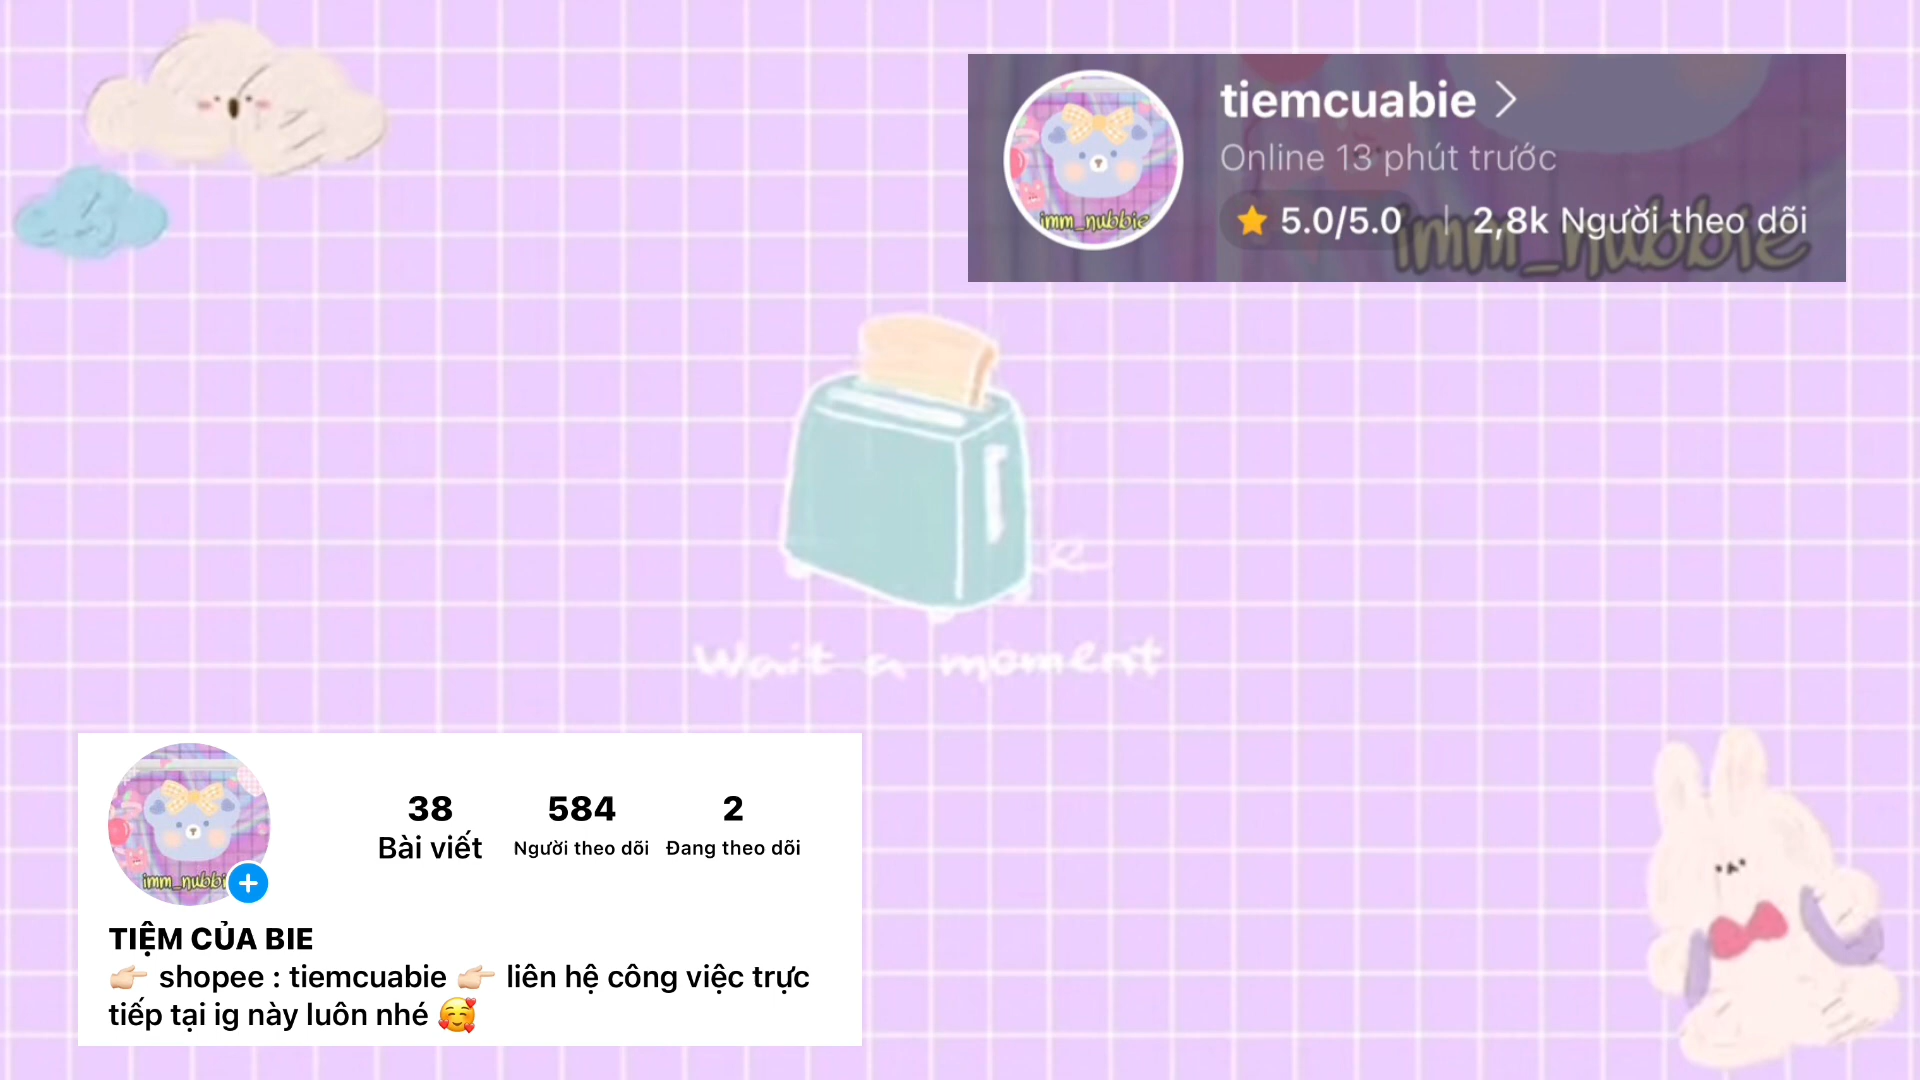 tiemcuabie
Online 13 phút trước
5.0/5.0 | 2,8k Người theo dõi
imm_nubbie
imm_nubbie
Wait a moment
38 584 2
Bài viết Người theo dõi Đang theo dõi
imm_nubbi
TIỆM CỦA BIE
👉🏻 shopee : tiemcuabie 👉🏻 liên hệ công việc trực
tiếp tại ig này luôn nhé 🥰